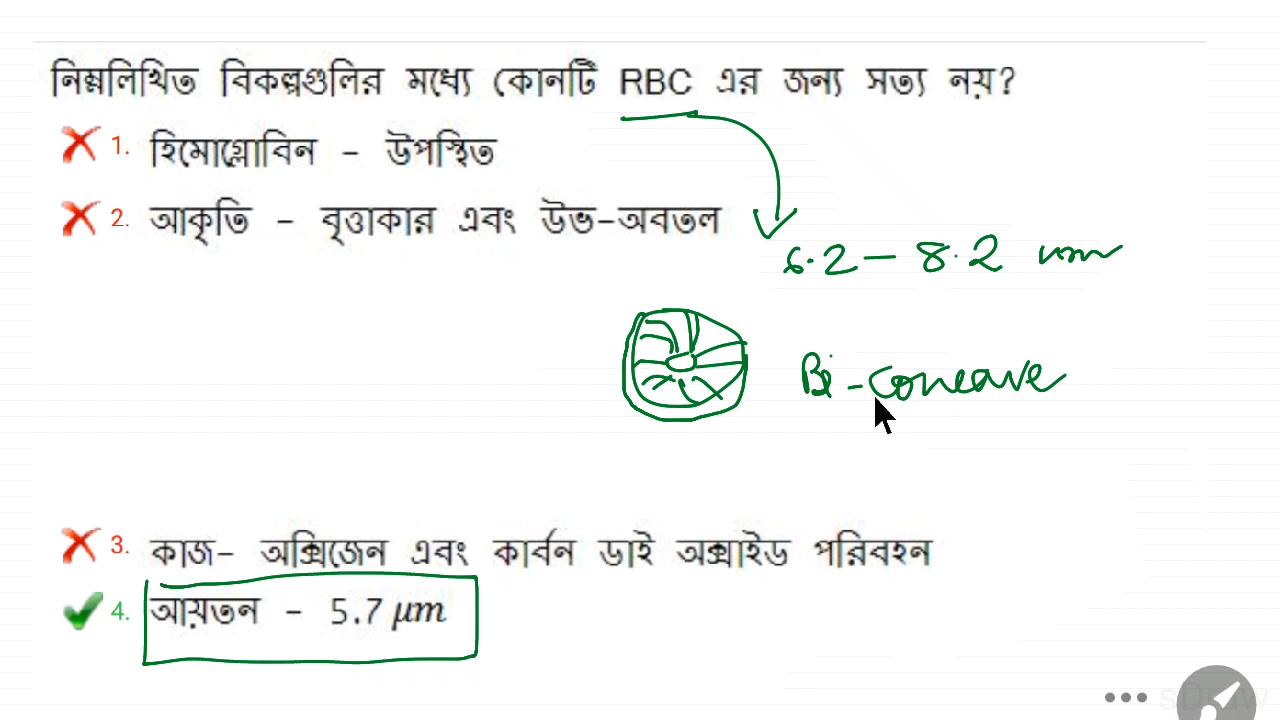 নিম্নলিখিত বিকল্পগুলির মধ্যে কোনটি RBC এর জন্য সত্য নয়?
1. হিমোগ্লোবিন - উপস্থিত
2. আকৃতি - বৃত্তাকার এবং উভ-অবতল
6.2 - 8.2
Bi-concave
3. কাজ- অক্সিজেন এবং কার্বন ডাই অক্সাইড পরিবহন
4. আয়তন - 5.7 μm